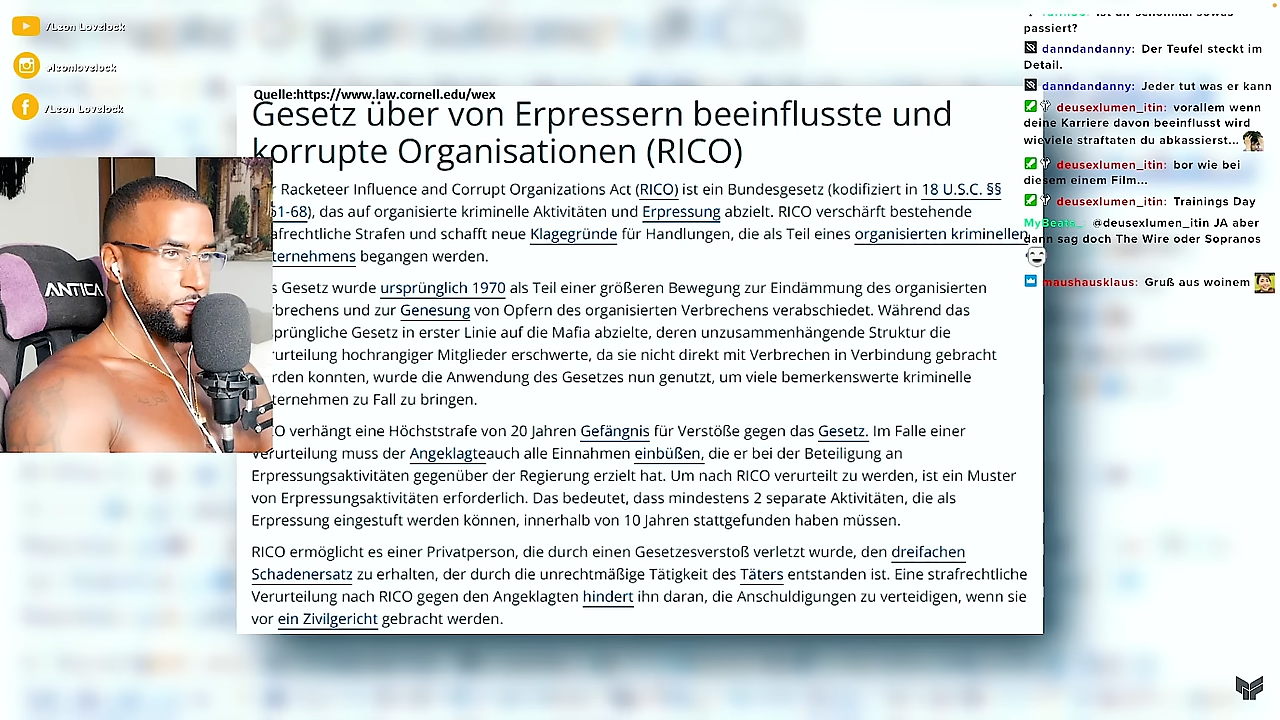 /Leon Lovelock
leonlovelock
/Leon Lovelock
ANTICA
Quelle:https://www.law.cornell.edu/wex
Gesetz über von Erpressern beeinflusste und
korrupte Organisationen (RICO)
Racketeer Influence and Corrupt Organizations Act (RICO) ist ein Bundesgesetz (kodifiziert in 18 U.S.C. §§
1-68), das auf organisierte kriminelle Aktivitäten und Erpressung abzielt. RICO verschärft bestehende
afrechtliche Strafen und schafft neue Klagegründe für Handlungen, die als Teil eines organisierten kriminellen
ternehmens begangen werden.
s Gesetz wurde ursprünglich 1970 als Teil einer größeren Bewegung zur Eindämmung des organisierten
rbrechens und zur Genesung von Opfern des organisierten Verbrechens verabschiedet. Während das
sprüngliche Gesetz in erster Linie auf die Mafia abzielte, deren unzusammenhängende Struktur die
rurteilung hochrangiger Mitglieder erschwerte, da sie nicht direkt mit Verbrechen in Verbindung gebracht
rden konnten, wurde die Anwendung des Gesetzes nun genutzt, um viele bemerkenswerte kriminelle
ternehmen zu Fall zu bringen.
O verhängt eine Höchststrafe von 20 Jahren Gefängnis für Verstöße gegen das Gesetz. Im Falle einer
Verurteilung muss der Angeklagteauch alle Einnahmen einbüßen, die er bei der Beteiligung an
Erpressungsaktivitäten gegenüber der Regierung erzielt hat. Um nach RICO verurteilt zu werden, ist ein Muster
von Erpressungsaktivitäten erforderlich. Das bedeutet, dass mindestens 2 separate Aktivitäten, die als
Erpressung eingestuft werden können, innerhalb von 10 Jahren stattgefunden haben müssen.
RICO ermöglicht es einer Privatperson, die durch einen Gesetzesverstoß verletzt wurde, den dreifachen
Schadenersatz zu erhalten, der durch die unrechtmäßige Tätigkeit des Täters entstanden ist. Eine strafrechtliche
Verurteilung nach RICO gegen den Angeklagten hindert ihn daran, die Anschuldigungen zu verteidigen, wenn sie
vor ein Zivilgericht gebracht werden.
passiert?
danndandanny: Der Teufel steckt im
Detail.
danndandanny: Jeder tut was er kann
deusexlumen_itin: vorallem wenn
deine Karriere davon beeinflusst wird
wieviele straftaten du abkassierst...
deusexlumen_itin: bor wie bei
diesem einem Film...
deusexlumen_itin: Trainings Day
MyBeats_ @deusexlumen_itin JA aber
dann sag doch The Wire oder Sopranos
maushausklaus: Gruß aus woinem